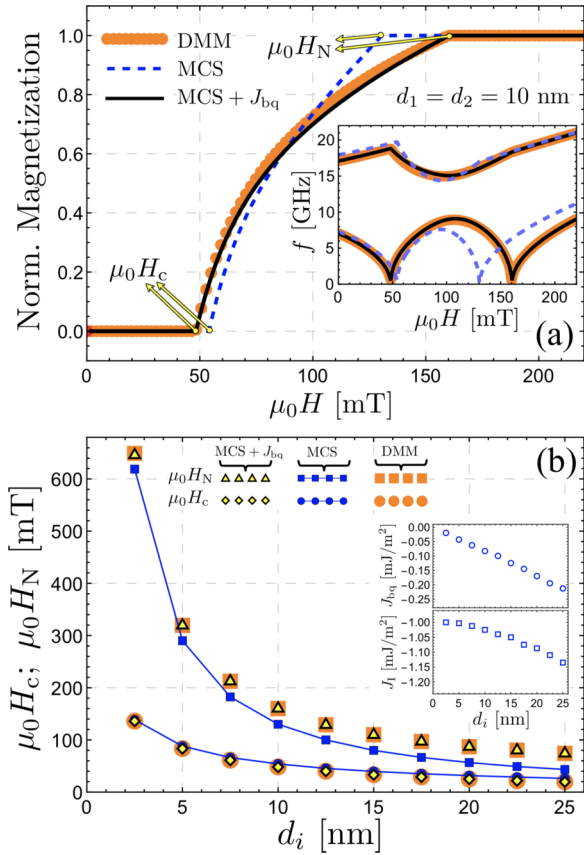 1.0
0.8
0.6
0.4
0.2
0.0
Norm. Magnetization
DMM
MCS
MCS + J_bq
μ₀H_N
d₁ = d₂ = 10 nm
μ₀H_c
20
15
10
5
0
f [GHz]
0 50 100 150 200
μ₀H [mT]
(a)
0 50 100 150 200
μ₀H [mT]
(b)
MCS + J_bq MCS DMM
μ₀H_N
μ₀H_c
600
500
400
300
200
100
0
μ₀H_c; μ₀H_N [mT]
0.00
−0.05
−0.10
−0.15
−0.20
J_bq [mJ/m²]
−1.00
−1.05
−1.10
−1.15
−1.20
J₁ [mJ/m²]
0 5 10 15 20 25
d_i [nm]
0 5 10 15 20 25
d_i [nm]